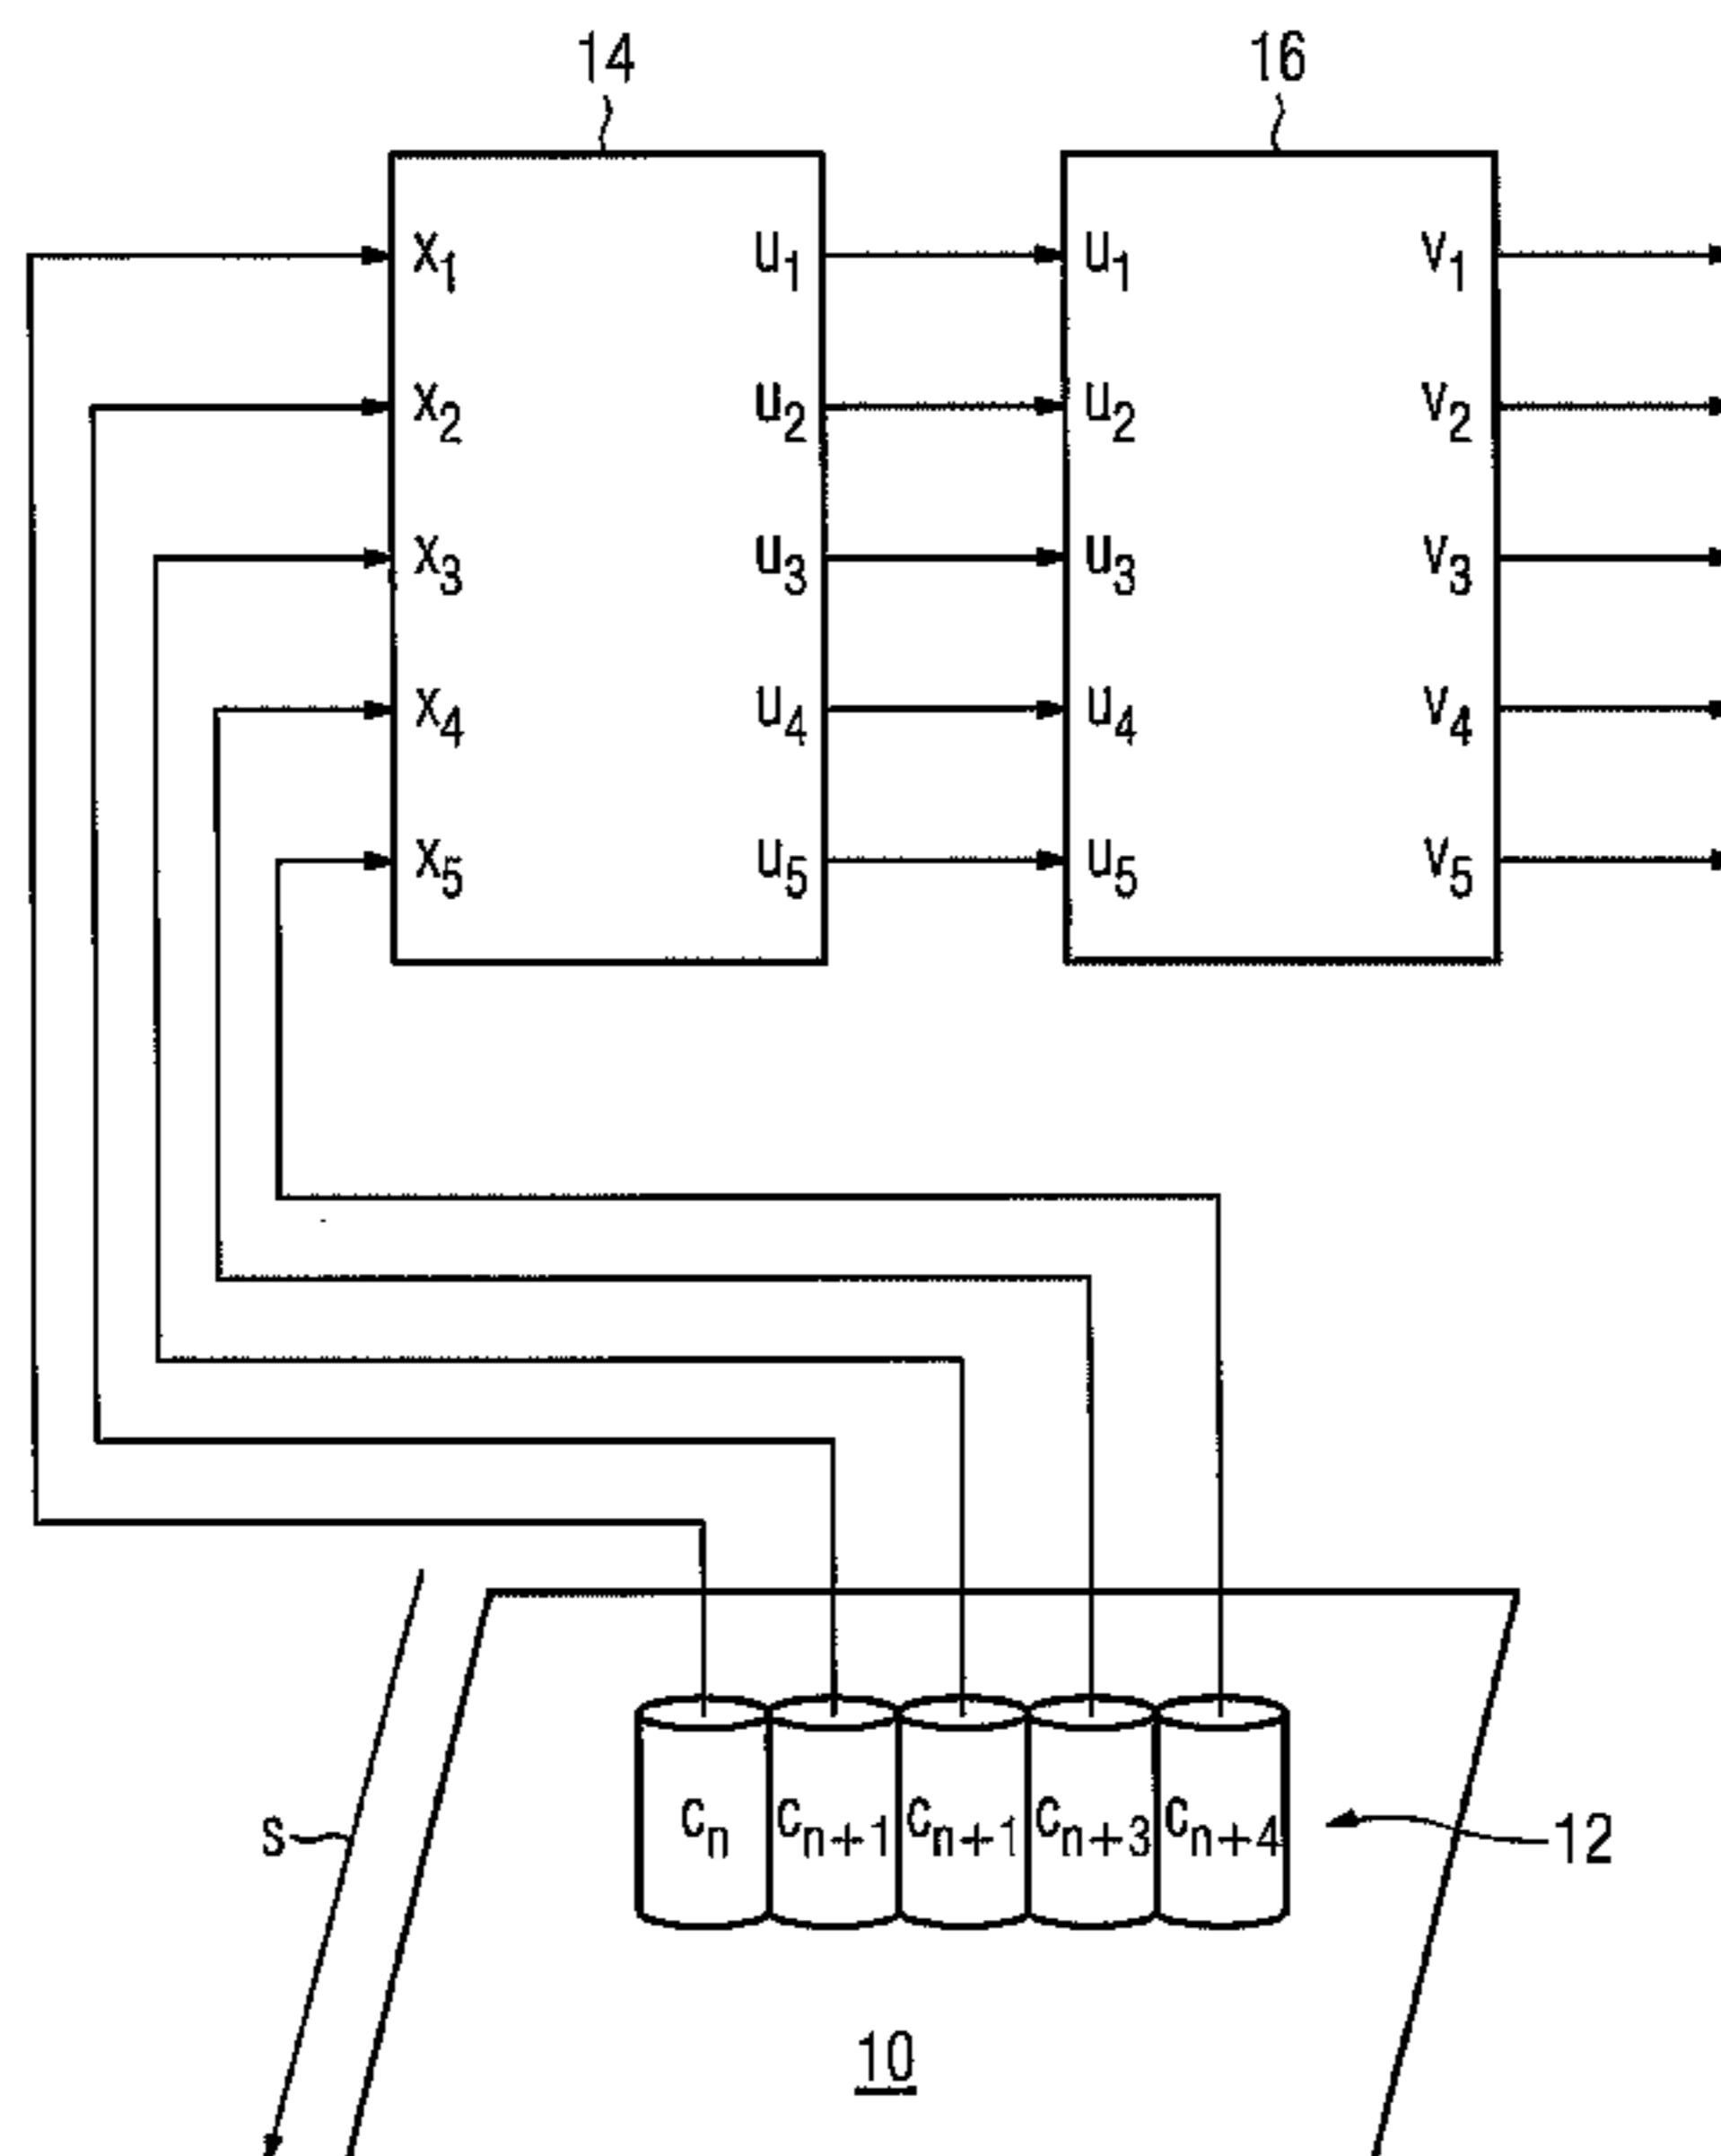 14 16
x1 u1 u1 v1
x2 u2 u2 v2
x3 u3 u3 v3
x4 u4 u4 v4
x5 u5 u5 v5
s cn cn+1 cn+1 cn+3 cn+4 12
10